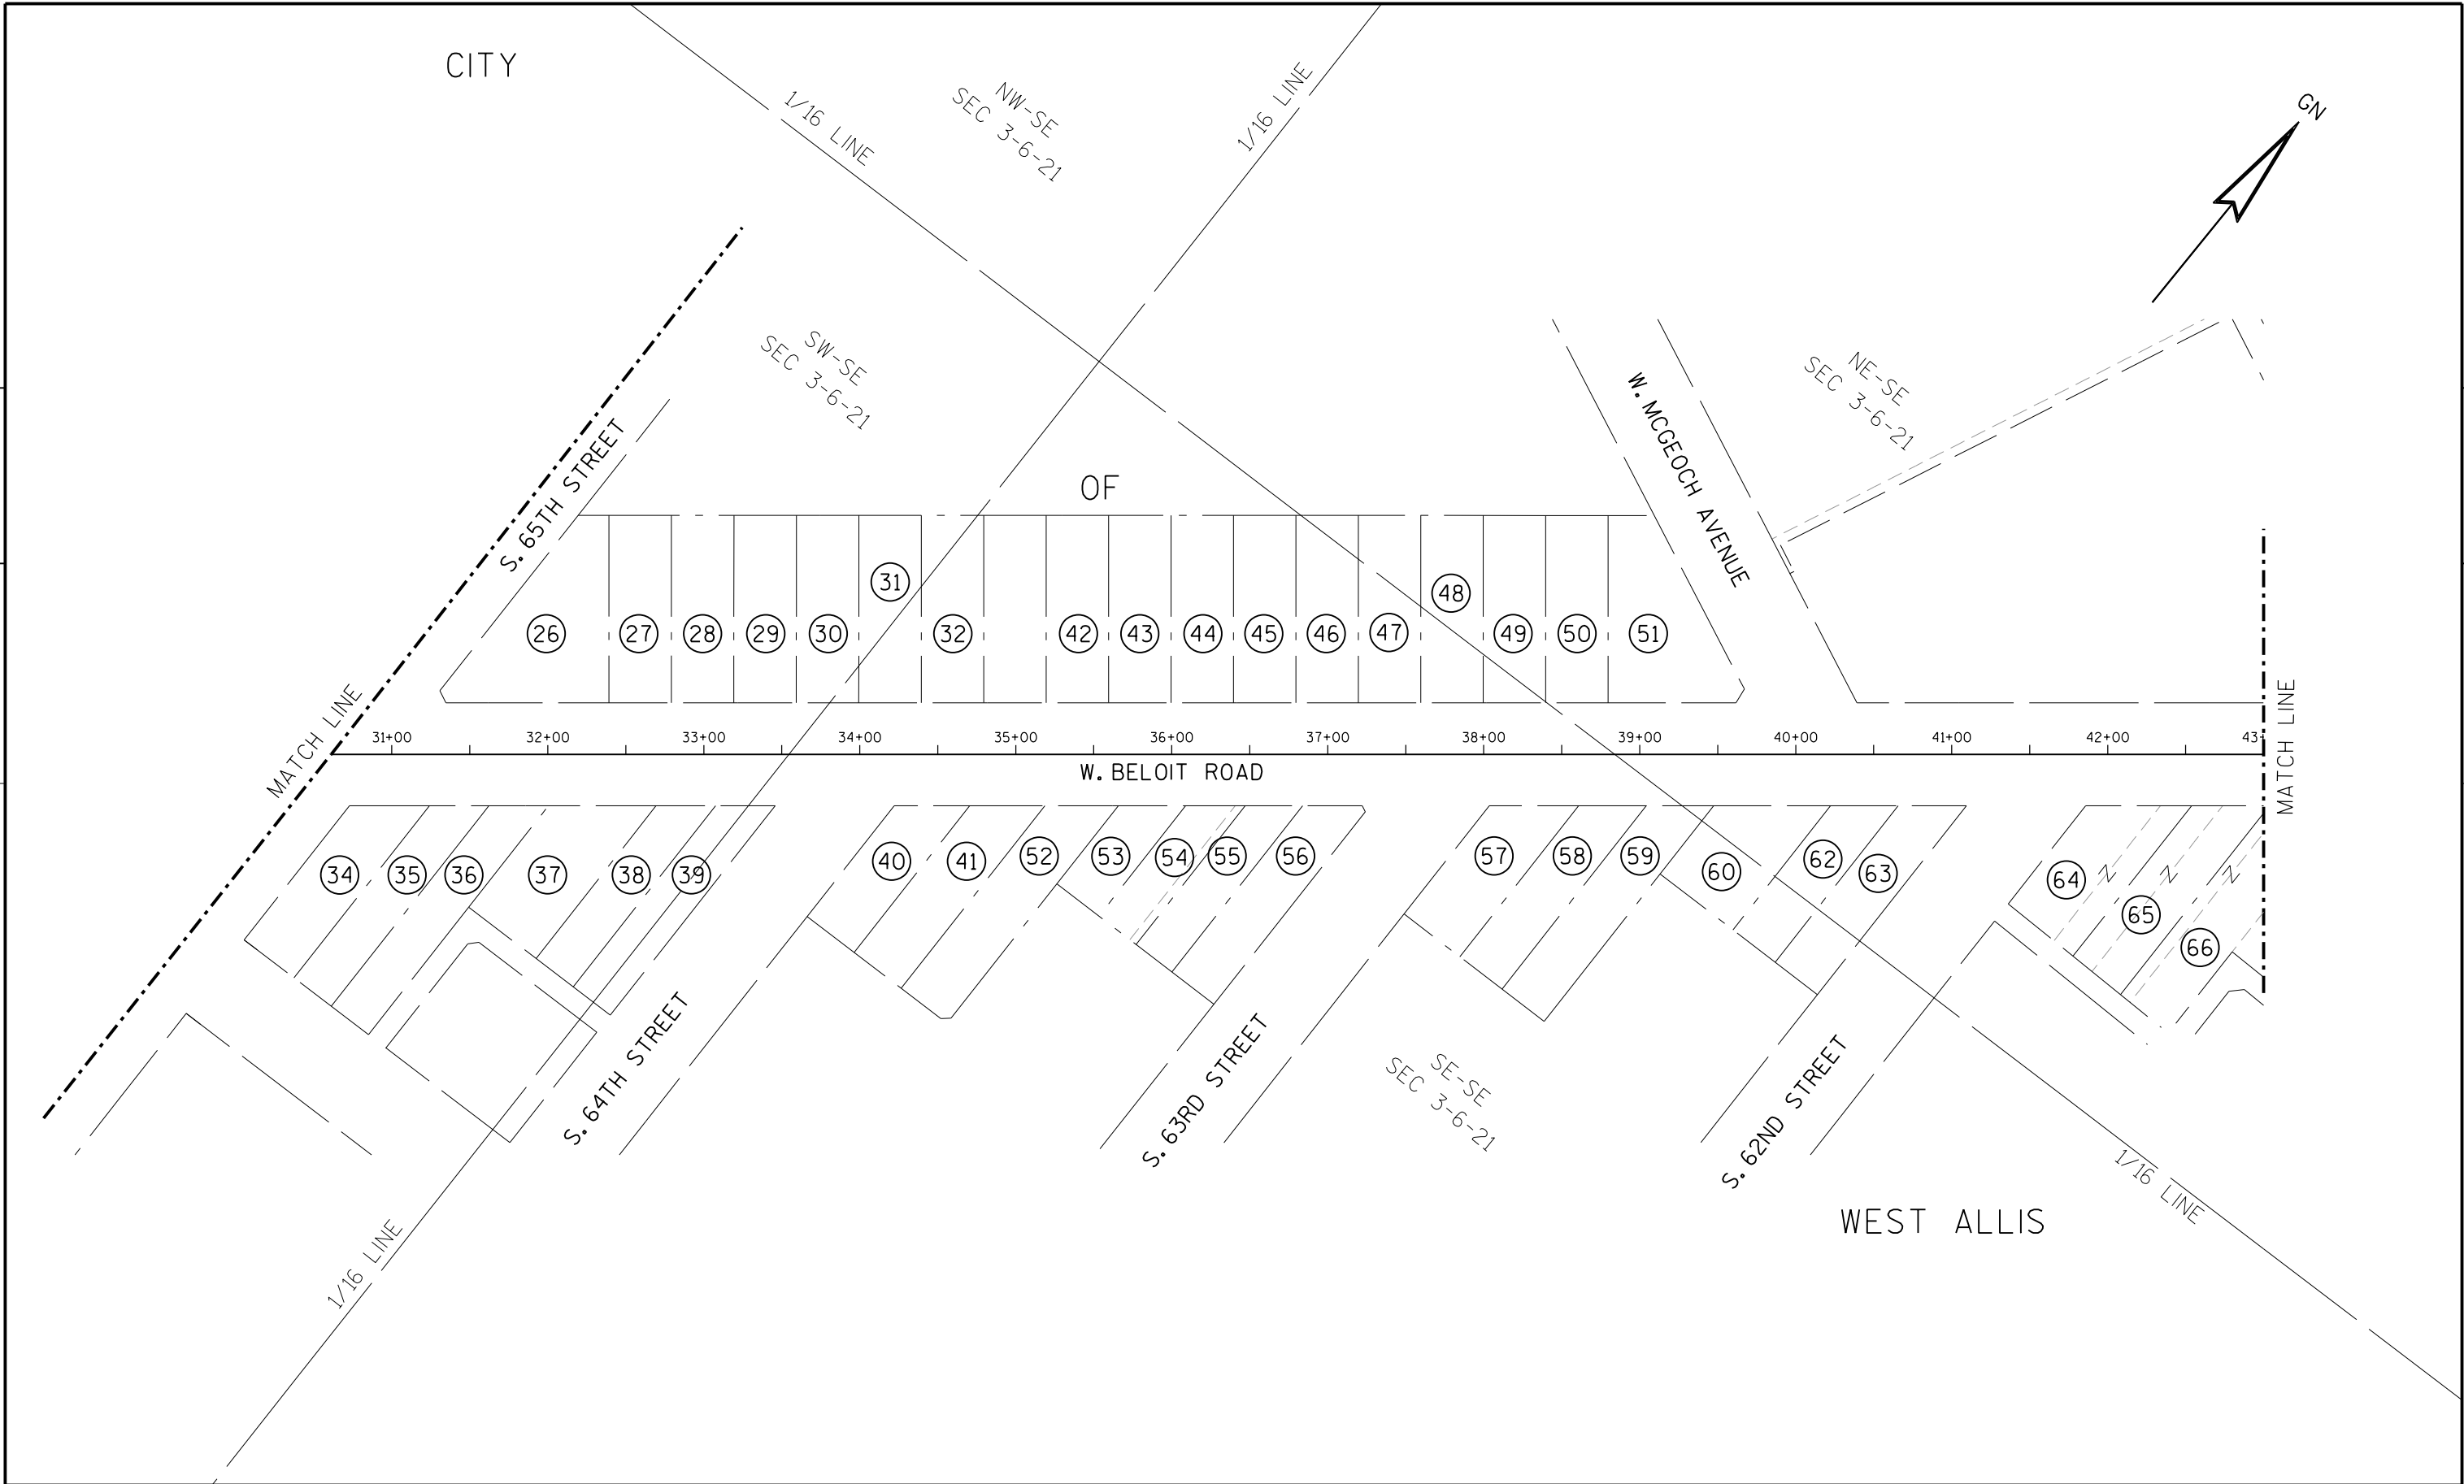 CITY
NW-SE
SEC 3-6-21
1/16 LINE
1/16 LINE
GN
SW-SE
SEC 3-6-21
NE-SE
SEC 3-6-21
S. 65TH STREET
W. MCGEOCH AVENUE
OF
31
48
26
27
28
29
30
32
42
43
44
45
46
47
49
50
51
MATCH LINE
MATCH LINE
31+00
32+00
33+00
34+00
35+00
36+00
37+00
38+00
39+00
40+00
41+00
42+00
43+
W. BELOIT ROAD
34
35
36
37
38
39
40
41
52
53
54
55
56
57
58
59
60
62
63
64
Z
Z
Z
65
66
S. 64TH STREET
S. 63RD STREET
SE-SE
SEC 3-6-21
S. 62ND STREET
1/16 LINE
1/16 LINE
WEST ALLIS